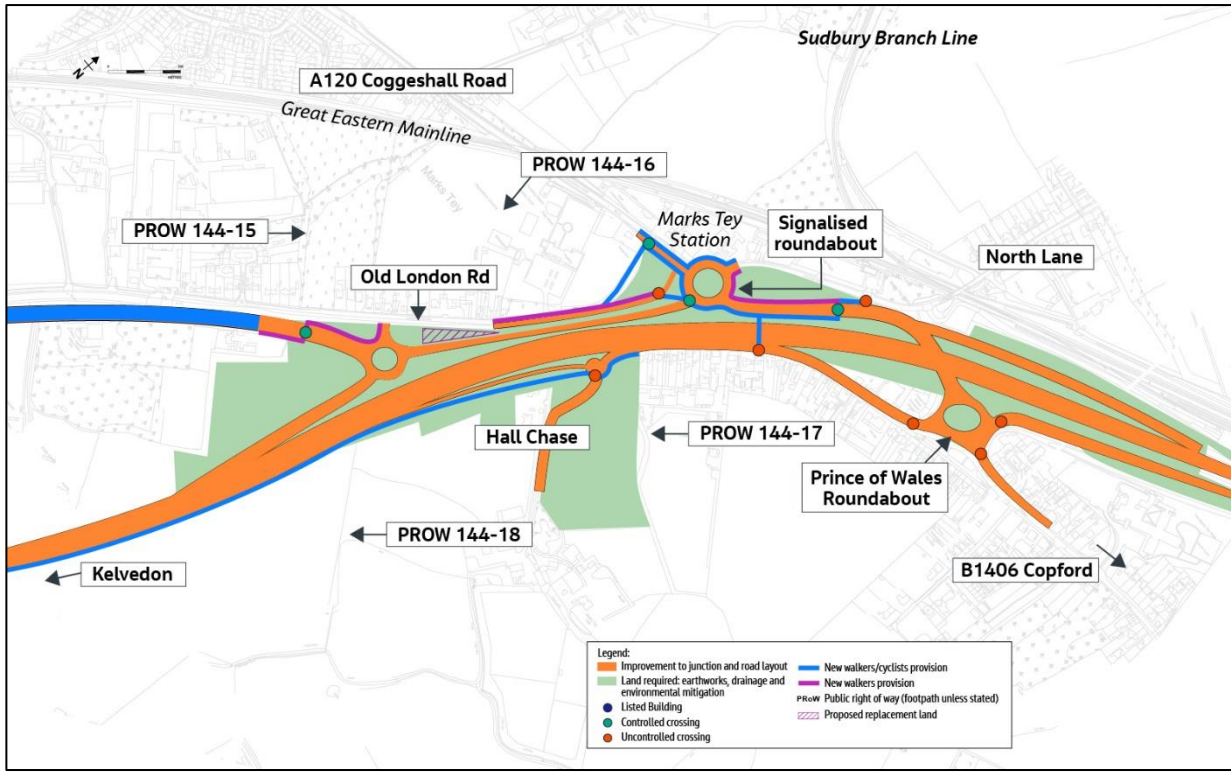 Sudbury Branch Line
N
A120 Coggeshall Road
Great Eastern Mainline
PROW 144-16
Marks Tey
Marks Tey
Station
Signalised
roundabout
PROW 144-15
North Lane
Old London Rd
Hall Chase
PROW 144-17
Prince of Wales
Roundabout
PROW 144-18
Kelvedon
B1406 Copford
Legend:
Improvement to junction and road layout
Land required: earthworks, drainage and
environmental mitigation
Listed Building
Controlled crossing
Uncontrolled crossing
New walkers/cyclists provision
New walkers provision
PRoW Public right of way (footpath unless stated)
Proposed replacement land